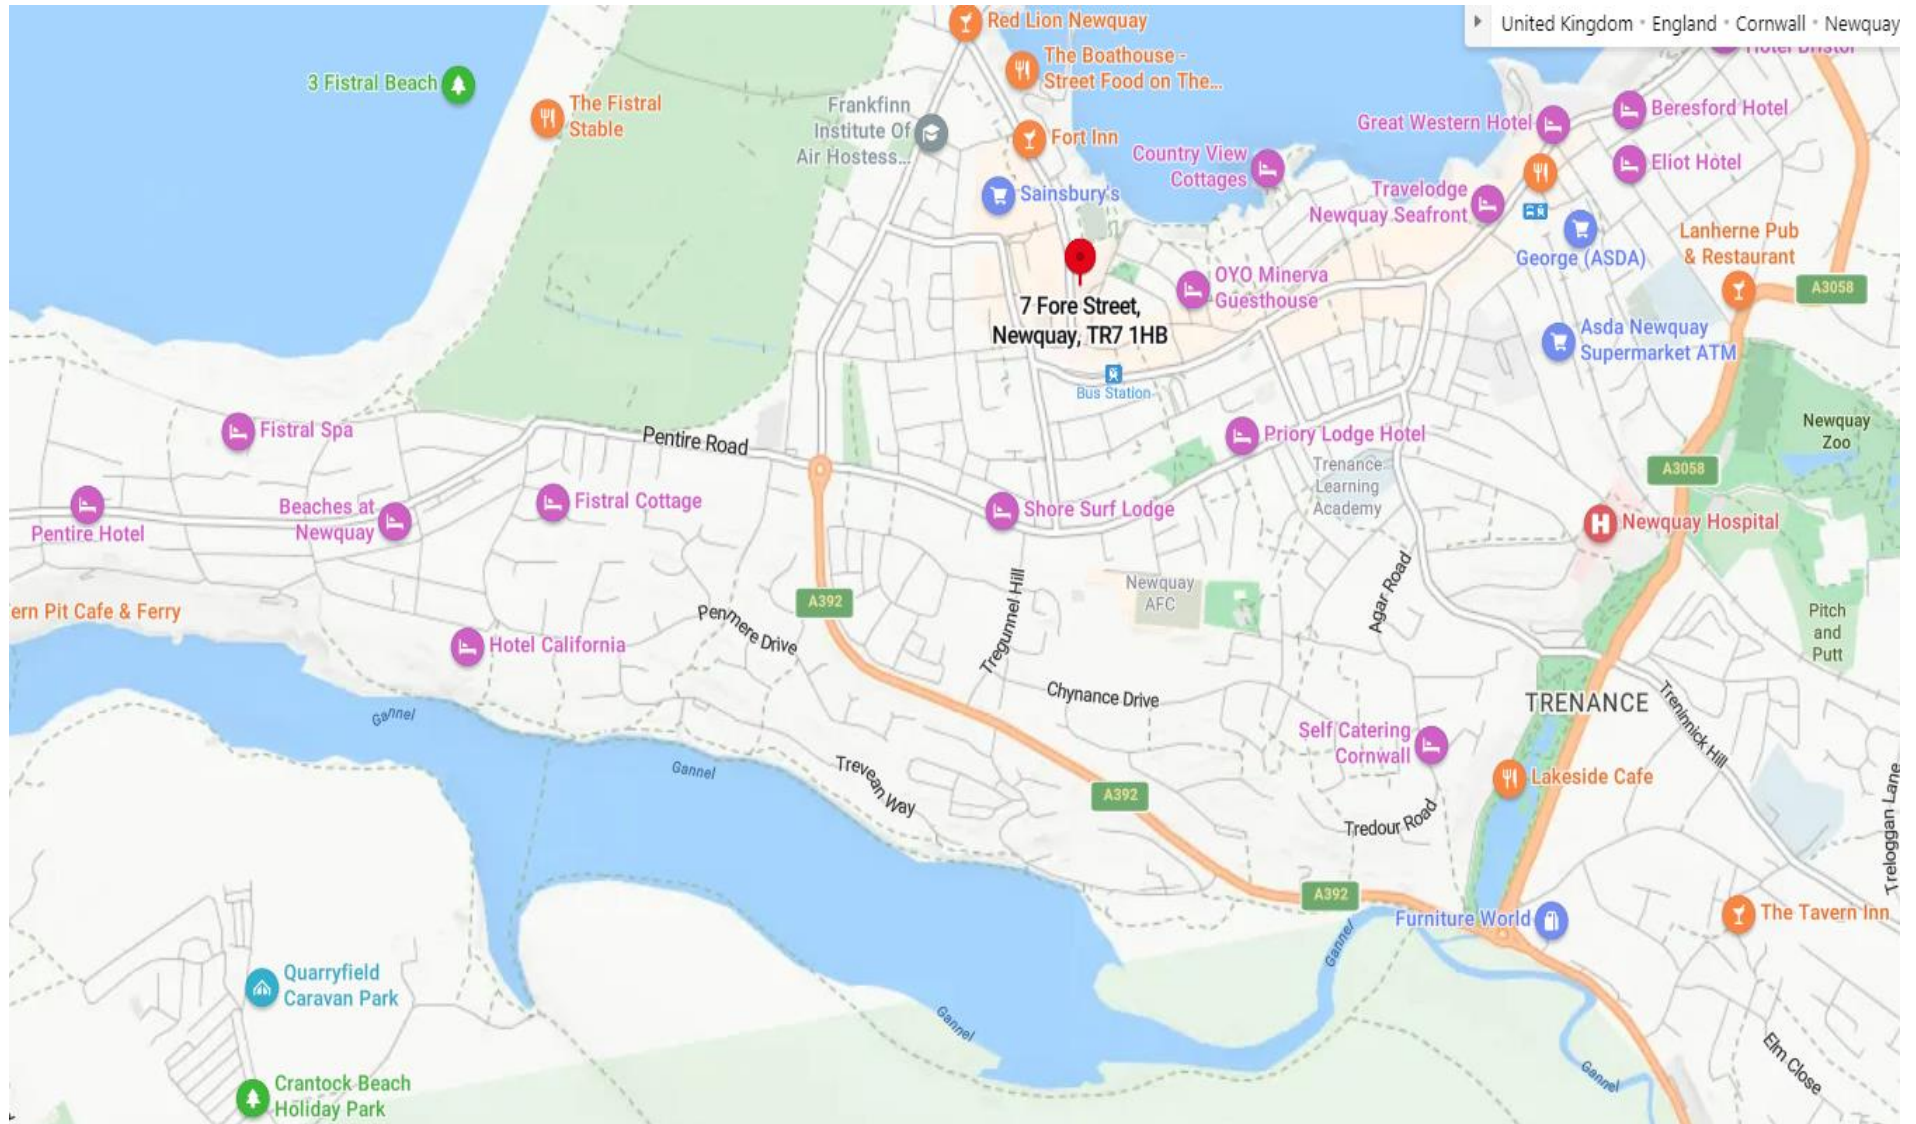 United Kingdom • England • Cornwall • Newquay
Red Lion Newquay
The Boathouse -
Street Food on The...
3 Fistral Beach
The Fistral
Stable
Frankfinn
Institute Of
Air Hostess...
Fort Inn
Sainsbury's
Country View
Cottages
Great Western Hotel
Beresford Hotel
Eliot Hotel
Travelodge
Newquay Seafront
George (ASDA)
Lanherne Pub
& Restaurant
A3058
OYO Minerva
Guesthouse
7 Fore Street,
Newquay, TR7 1HB
Asda Newquay
Supermarket ATM
Bus Station
Fistral Spa
Pentire Road
Priory Lodge Hotel
Newquay
Zoo
Trenance
Learning
Academy
A3058
Pentire Hotel
Beaches at
Newquay
Fistral Cottage
Shore Surf Lodge
Newquay Hospital
A392
Newquay
AFC
Agar Road
Pitch
and
Putt
ern Pit Cafe & Ferry
Hotel California
Penmere Drive
Tregunnel Hill
Chynance Drive
TRENANCE
Treninnick Hill
Gannel
Gannel
Trevean Way
Self Catering
Cornwall
Lakeside Cafe
A392
Tredour Road
Treloggan Lane
A392
Furniture World
The Tavern Inn
Gannel
Quarryfield
Caravan Park
Gannel
Gannel
Elm Close
Crantock Beach
Holiday Park